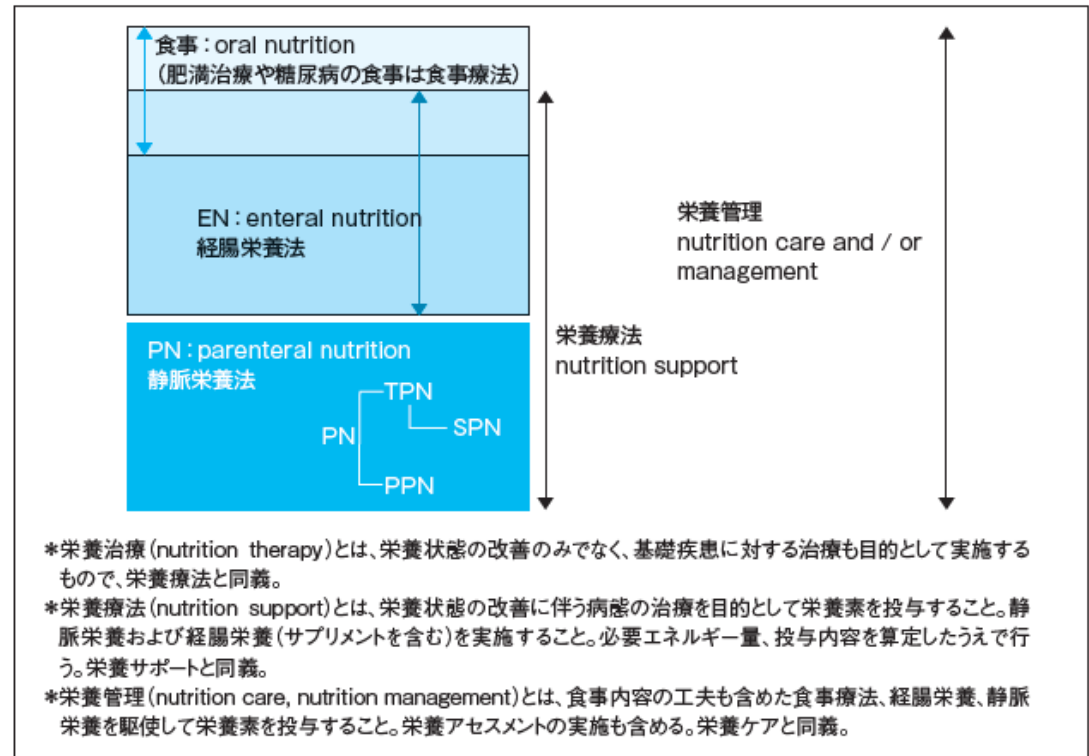 食事：oral nutrition
（肥満治療や糖尿病の食事は食事療法）
EN：enteral nutrition
経腸栄養法
栄養管理
nutrition care and / or
management
栄養療法
nutrition support
PN：parenteral nutrition
静脈栄養法
TPN
SPN
PN
PPN
＊栄養治療（nutrition therapy）とは、栄養状態の改善のみでなく、基礎疾患に対する治療も目的として実施する
もので、栄養療法と同義。
＊栄養療法（nutrition support）とは、栄養状態の改善に伴う病態の治療を目的として栄養素を投与すること。静
脈栄養および経腸栄養（サプリメントを含む）を実施すること。必要エネルギー量、投与内容を算定したうえで行
う。栄養サポートと同義。
＊栄養管理（nutrition care, nutrition management）とは、食事内容の工夫も含めた食事療法、経腸栄養、静脈
栄養を駆使して栄養素を投与すること。栄養アセスメントの実施も含める。栄養ケアと同義。